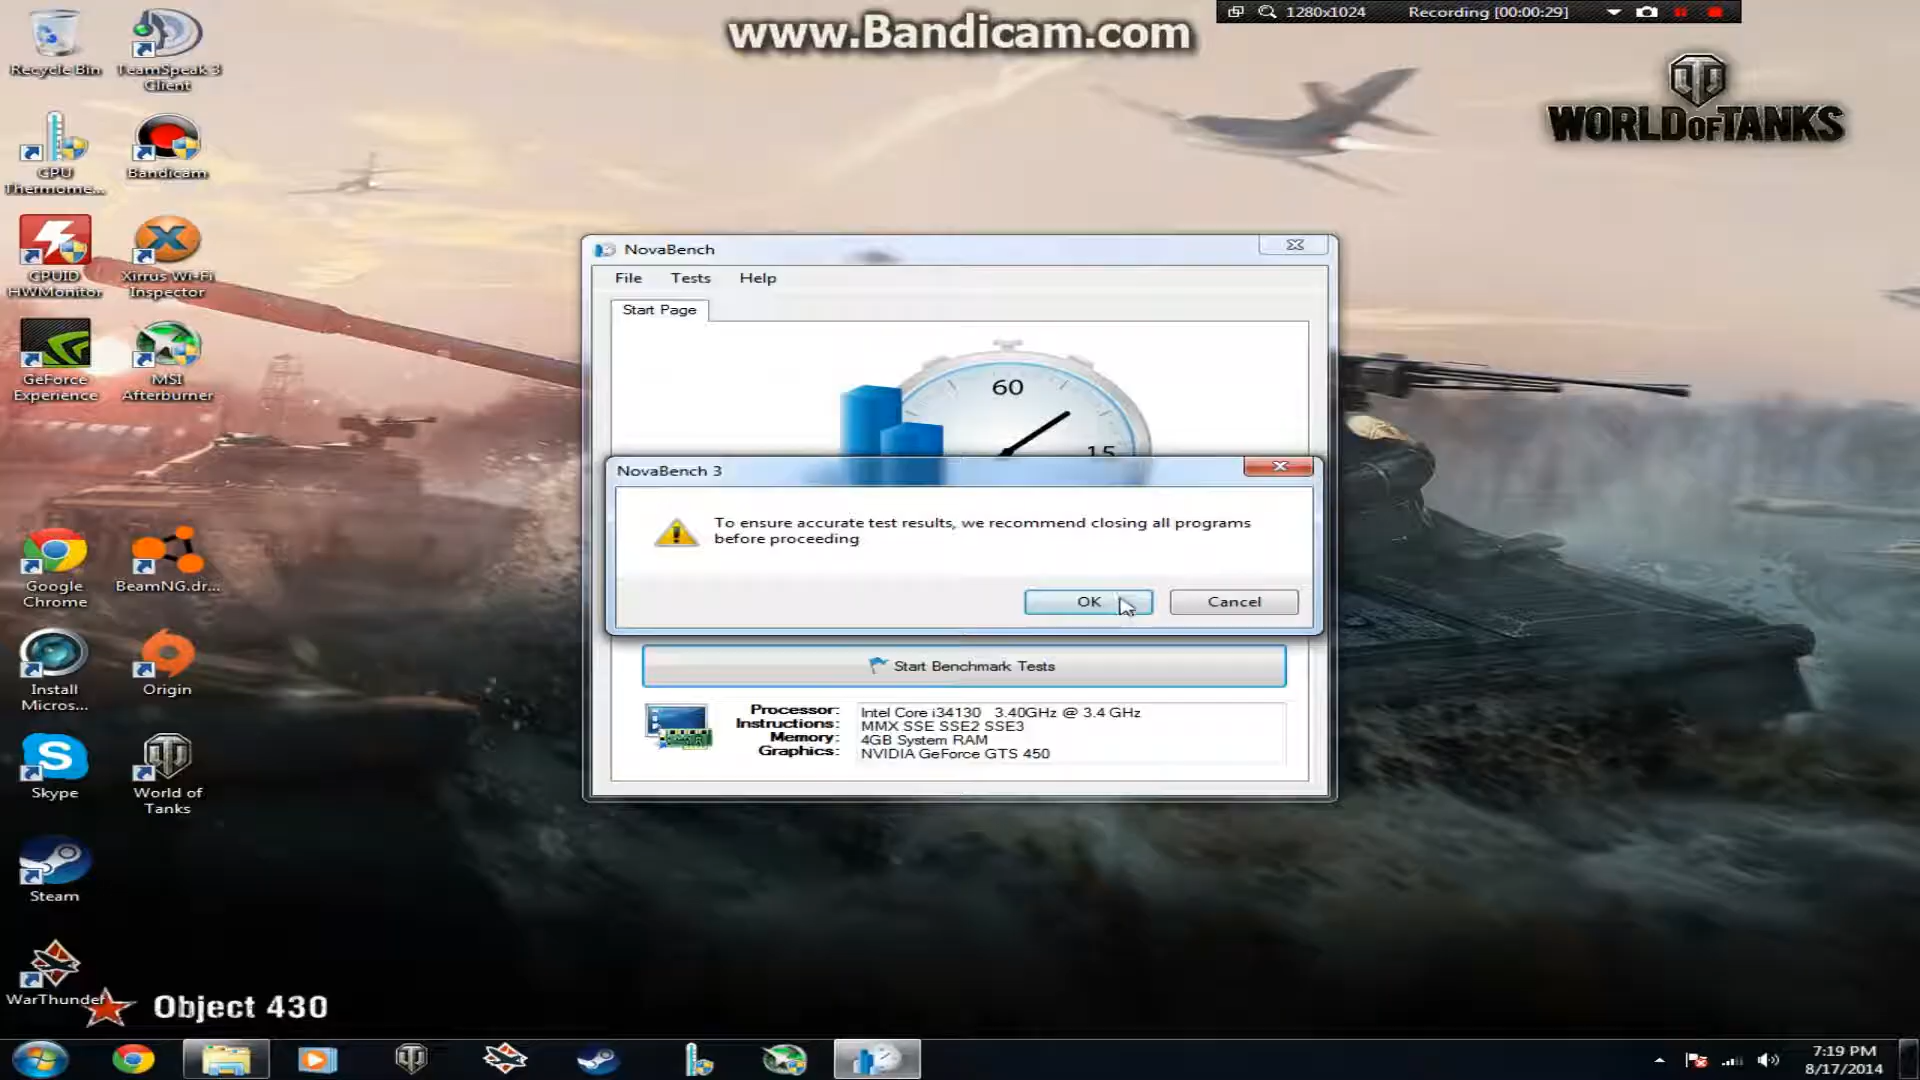 www.Bandicam.com
1280x1024 Recording [00:00:29]
WORLD OF TANKS
Recycle Bin
TeamSpeak 3 Client
CPU Thermome...
Bandicam
CPUID HWMonitor
Xirrus Wi-Fi Inspector
GeForce Experience
MSI Afterburner
Google Chrome
BeamNG.dr...
Install Micros...
Origin
Skype
World of Tanks
Steam
WarThunder
Object 430
NovaBench
File Tests Help
Start Page
60
15
NovaBench 3
To ensure accurate test results, we recommend closing all programs
before proceeding
OK Cancel
Start Benchmark Tests
Processor: Intel Core i34130 3.40GHz @ 3.4 GHz
Instructions: MMX SSE SSE2 SSE3
Memory: 4GB System RAM
Graphics: NVIDIA GeForce GTS 450
7:19 PM
8/17/2014